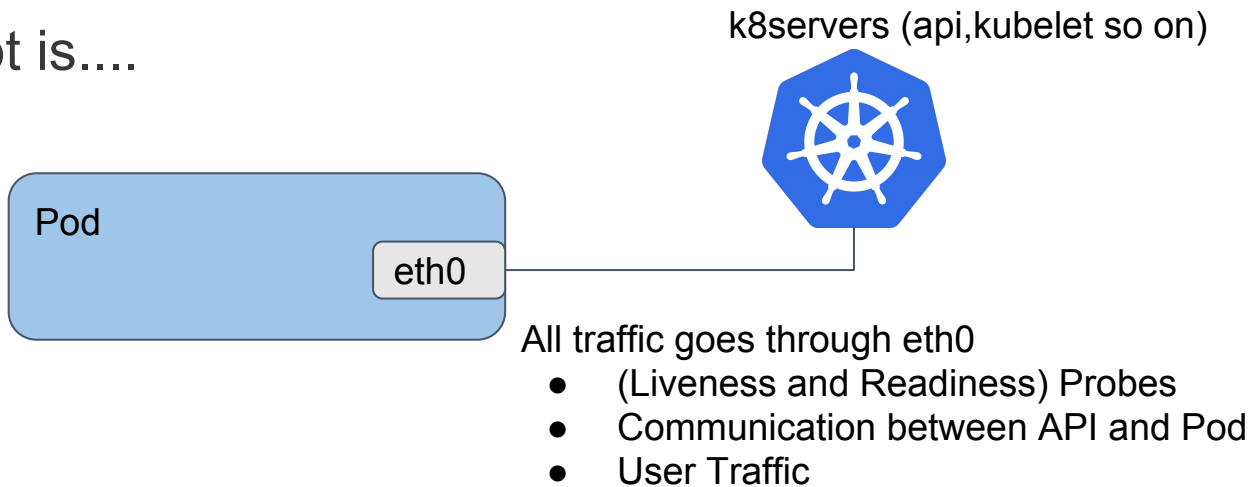 k8servers (api,kubelet so on)
is....
Pod
eth0
All traffic goes through eth0
● (Liveness and Readiness) Probes
● Communication between API and Pod
● User Traffic